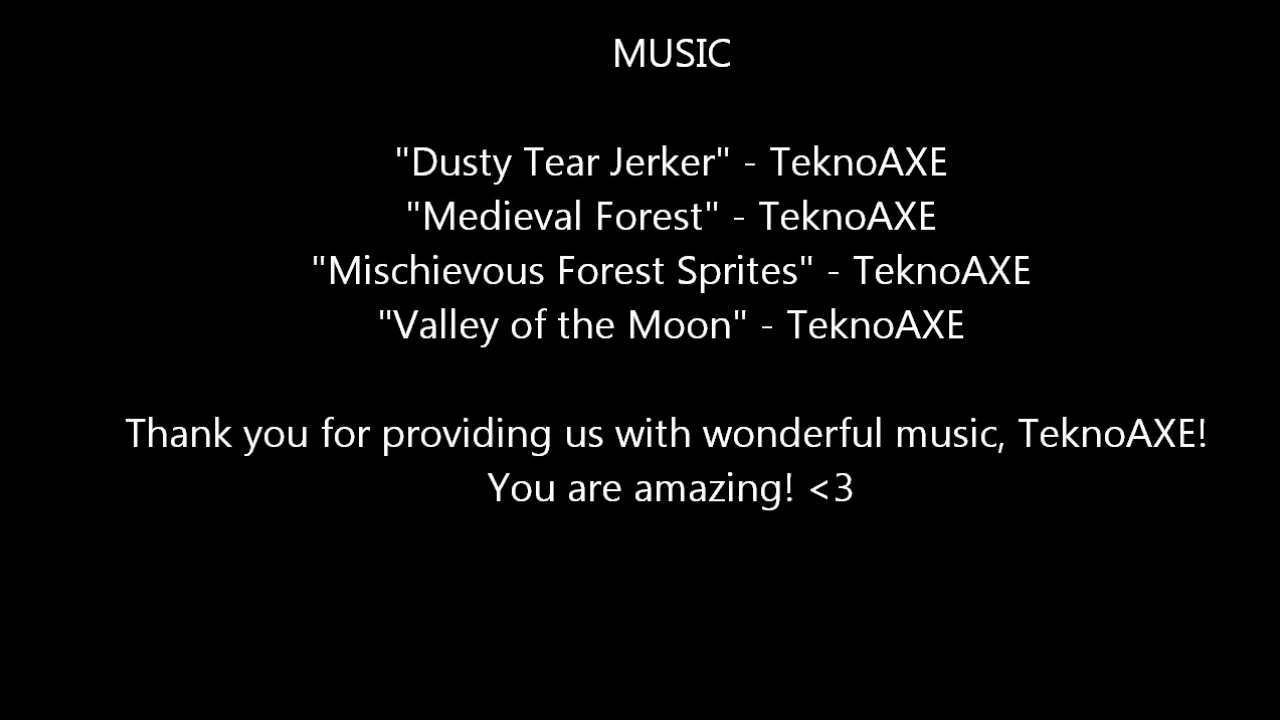 MUSIC
"Dusty Tear Jerker" - TeknoAXE
"Medieval Forest" - TeknoAXE
"Mischievous Forest Sprites" - TeknoAXE
"Valley of the Moon" - TeknoAXE
Thank you for providing us with wonderful music, TeknoAXE!
You are amazing! <3